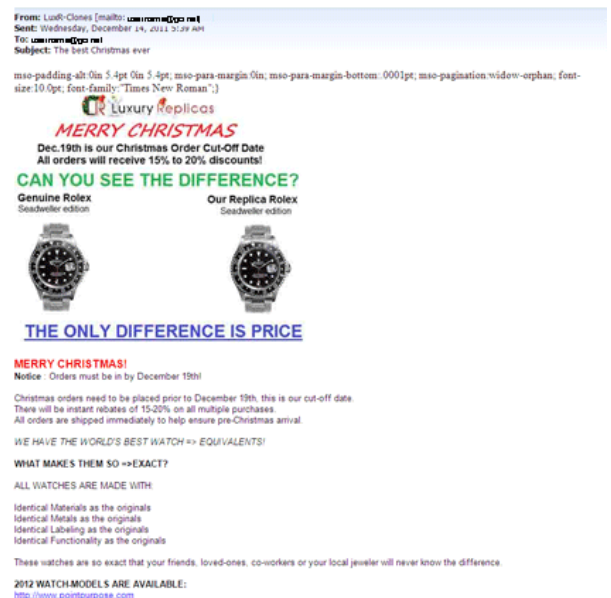 From: LuxR-Clones [mailto:
Sent: Wednesday, December 14, 2011 5:39 AM
To:
Subject: The best Christmas ever
mso-padding-alt:0in 5.4pt 0in 5.4pt; mso-para-margin:0in; mso-para-margin-bottom:.0001pt; mso-pagination:widow-orphan; font-
size:10.0pt; font-family:"Times New Roman";}
LR Luxury Replicas
MERRY CHRISTMAS
Dec.19th is our Christmas Order Cut-Off Date
All orders will receive 15% to 20% discounts!
CAN YOU SEE THE DIFFERENCE?
Genuine Rolex Our Replica Rolex
Seadweller edition Seadweller edition
THE ONLY DIFFERENCE IS PRICE
MERRY CHRISTMAS!
Notice : Orders must be in by December 19th!
Christmas orders need to be placed prior to December 19th, this is our cut-off date.
There will be instant rebates of 15-20% on all multiple purchases.
All orders are shipped immediately to help ensure pre-Christmas arrival.
WE HAVE THE WORLD'S BEST WATCH => EQUIVALENTS!
WHAT MAKES THEM SO =>EXACT?
ALL WATCHES ARE MADE WITH:
Identical Materials as the originals
Identical Metals as the originals
Identical Labeling as the originals
Identical Functionality as the originals
These watches are so exact that your friends, loved-ones, co-workers or your local jeweler will never know the difference.
2012 WATCH-MODELS ARE AVAILABLE:
http://www.pointpurpose.com